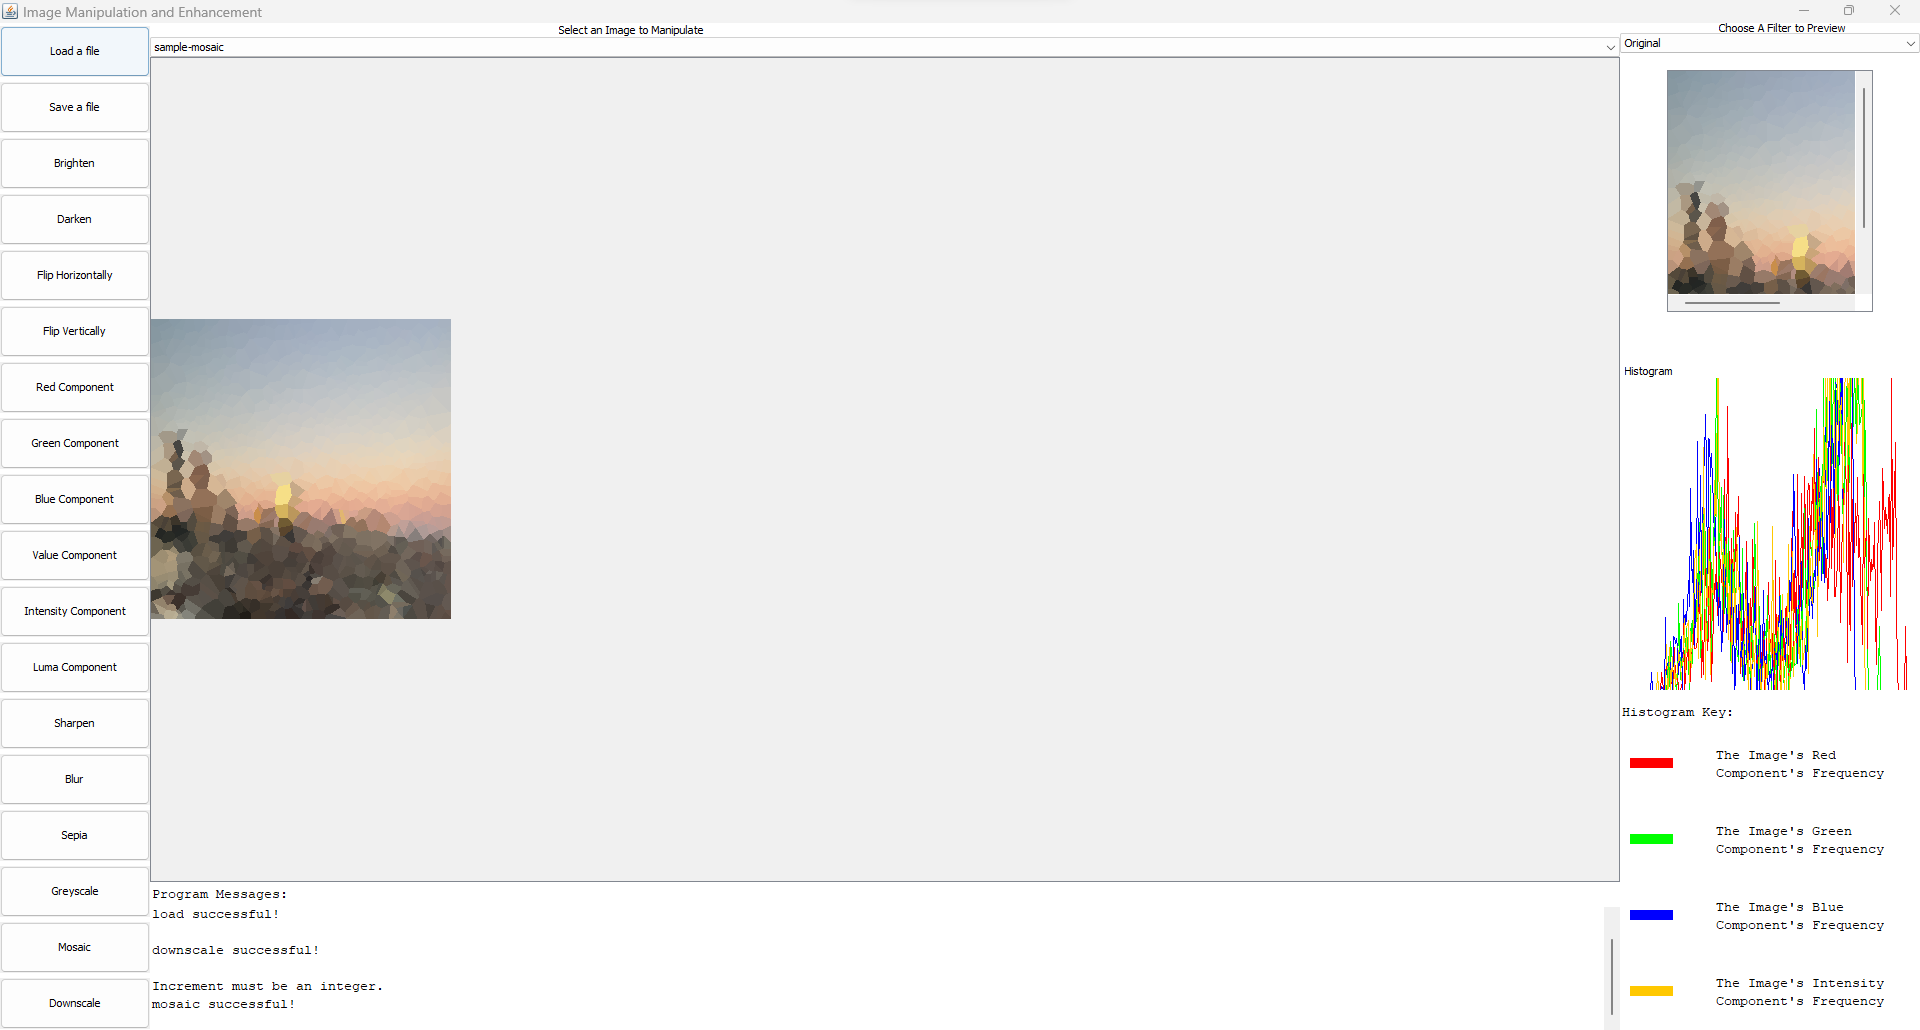 Image Manipulation and Enhancement
Load a file
Save a file
Brighten
Darken
Flip Horizontally
Flip Vertically
Red Component
Green Component
Blue Component
Value Component
Intensity Component
Luma Component
Sharpen
Blur
Sepia
Greyscale
Mosaic
Downscale
Select an Image to Manipulate
sample-mosaic
Program Messages:
load successful!
downscale successful!
Increment must be an integer.
mosaic successful!
Choose A Filter to Preview
Original
Histogram
Histogram Key:
The Image's Red
Component's Frequency
The Image's Green
Component's Frequency
The Image's Blue
Component's Frequency
The Image's Intensity
Component's Frequency